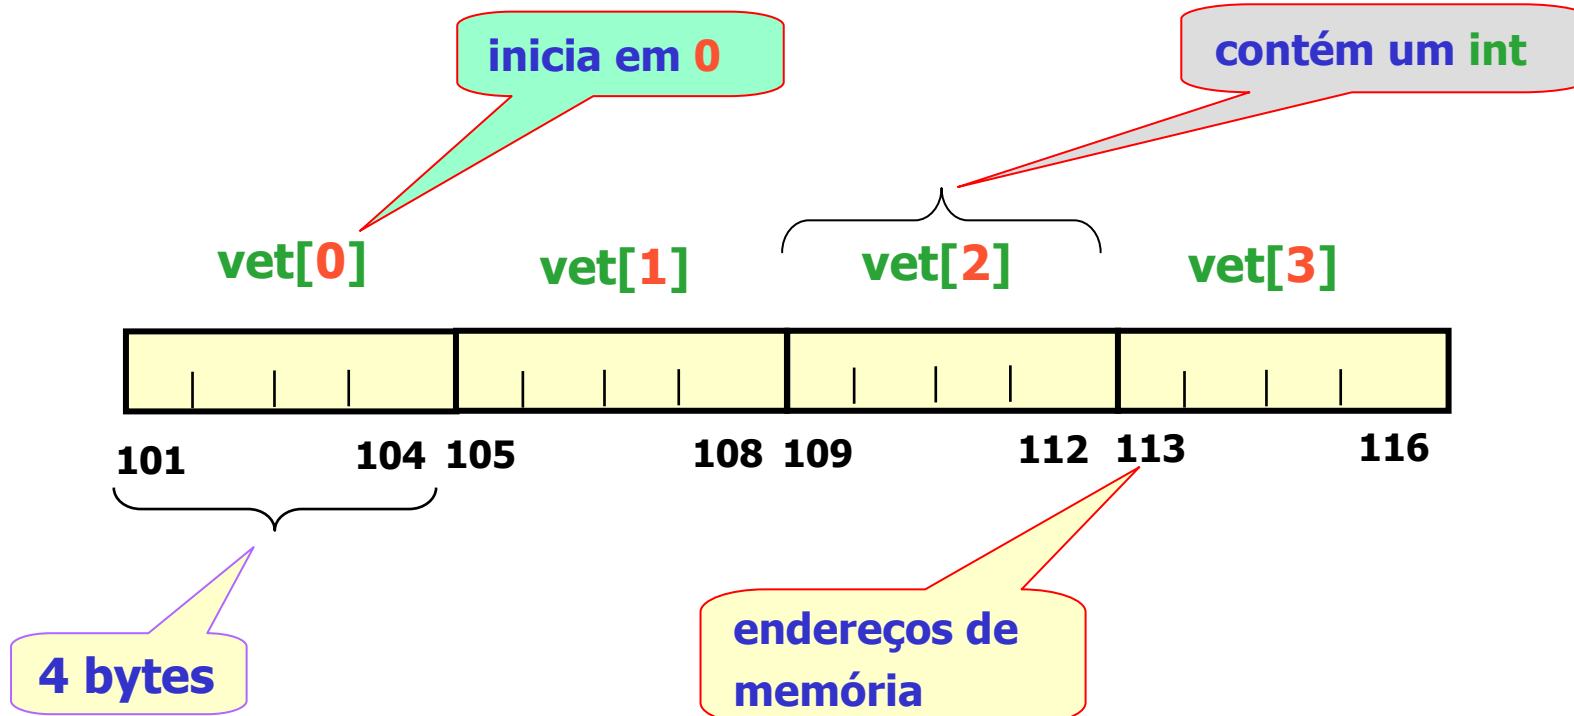 inicia em 0
contém um int
vet[0] vet[1] vet[2] vet[3]
101 104 105 108 109 112 113 116
4 bytes
endereços de
memória